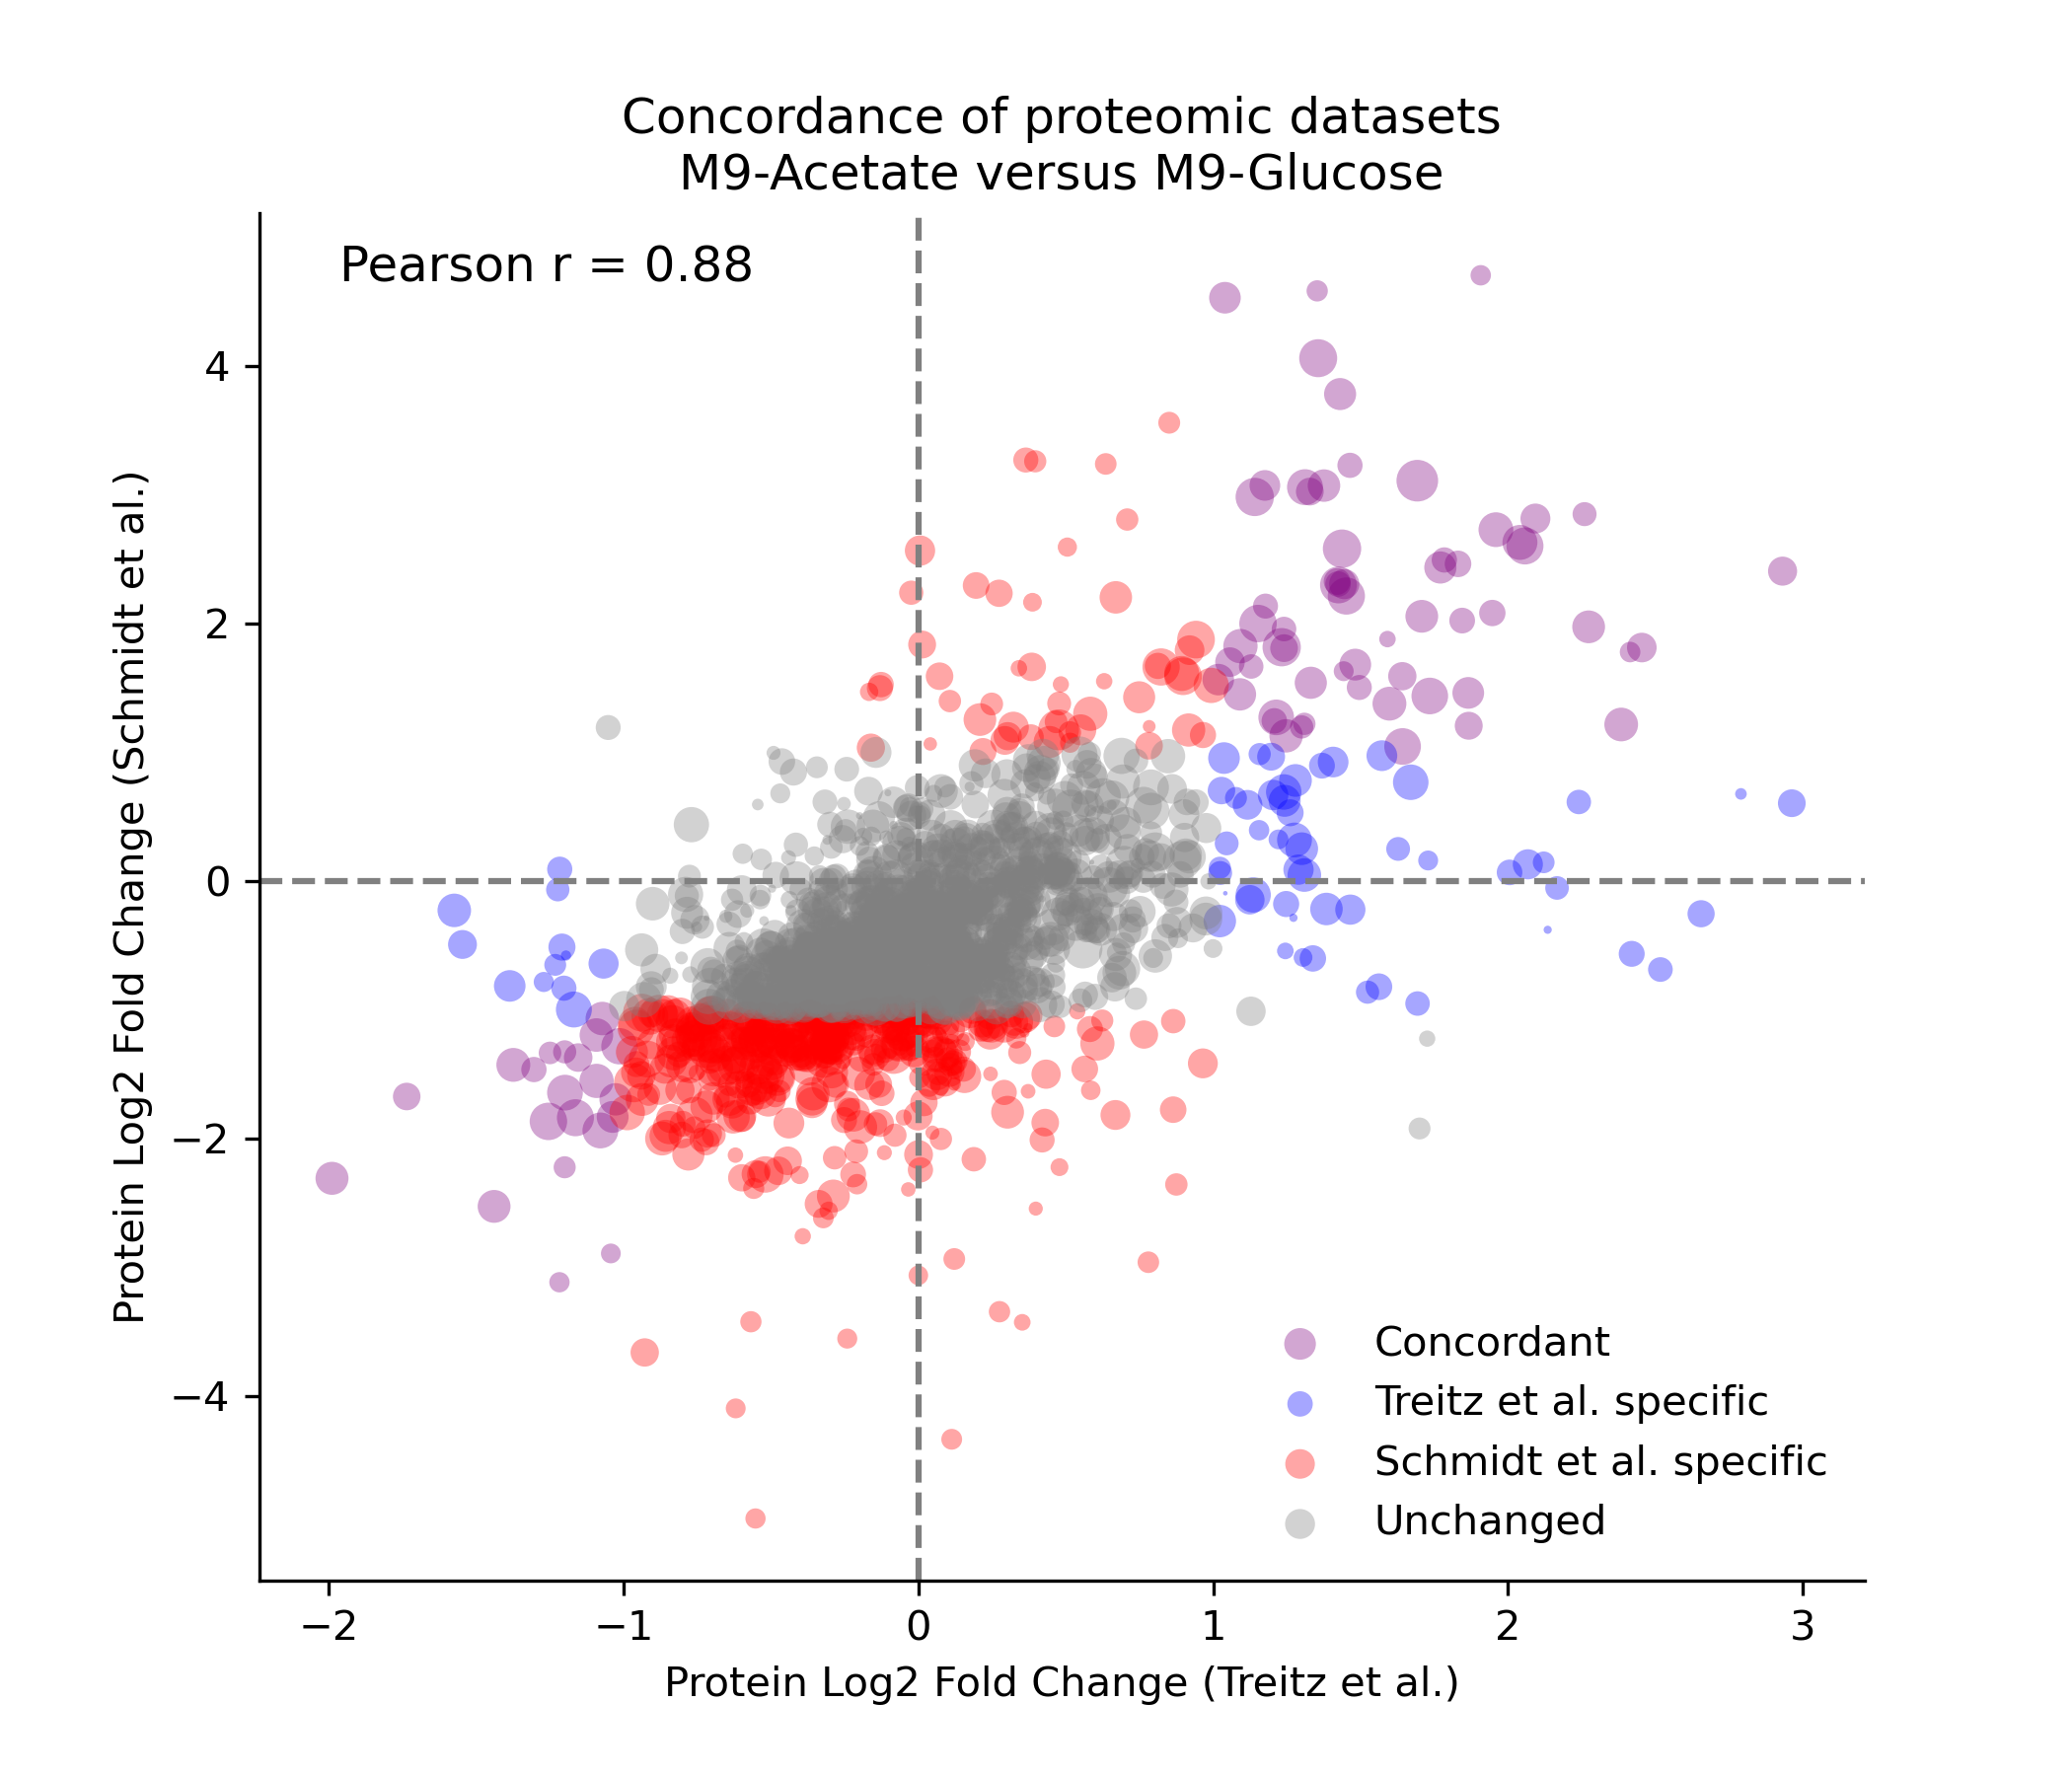 Concordance of proteomic datasets
M9-Acetate versus M9-Glucose
Pearson r = 0.88
Protein Log2 Fold Change (Schmidt et al.)
4
2
0
−2
−4
Concordant
Treitz et al. specific
Schmidt et al. specific
Unchanged
−2
−1
0
1
2
3
Protein Log2 Fold Change (Treitz et al.)